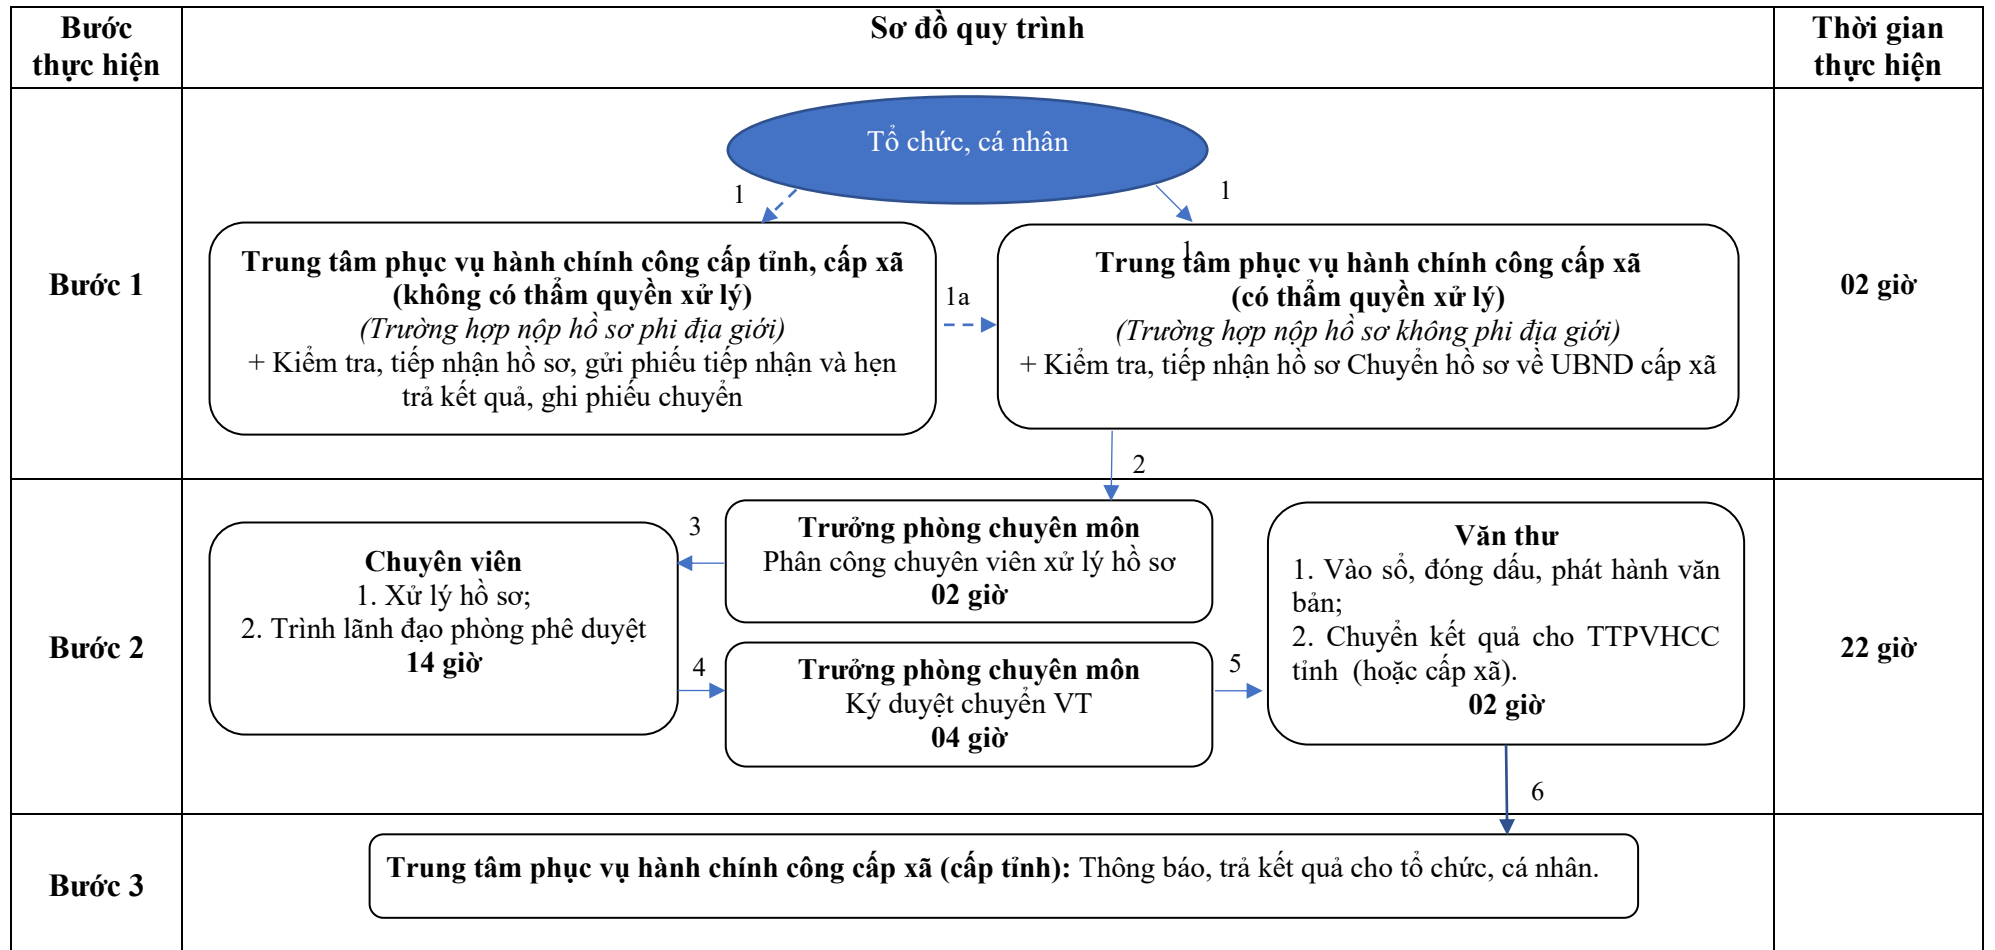 Bước
thực hiện
Sơ đồ quy trình
Thời gian
thực hiện
Bước 1
Tổ chức, cá nhân
1
1
Trung tâm phục vụ hành chính công cấp tỉnh, cấp xã
(không có thẩm quyền xử lý)
(Trường hợp nộp hồ sơ phi địa giới)
+ Kiểm tra, tiếp nhận hồ sơ, gửi phiếu tiếp nhận và hẹn
trả kết quả, ghi phiếu chuyển
1a
1
Trung tâm phục vụ hành chính công cấp xã
(có thẩm quyền xử lý)
(Trường hợp nộp hồ sơ không phi địa giới)
+ Kiểm tra, tiếp nhận hồ sơ Chuyển hồ sơ về UBND cấp xã
02 giờ
2
Bước 2
Chuyên viên
1. Xử lý hồ sơ;
2. Trình lãnh đạo phòng phê duyệt
14 giờ
3
Trưởng phòng chuyên môn
Phân công chuyên viên xử lý hồ sơ
02 giờ
4
Trưởng phòng chuyên môn
Ký duyệt chuyển VT
04 giờ
5
Văn thư
1. Vào sổ, đóng dấu, phát hành văn
bản;
2. Chuyển kết quả cho TTPVHCC
tỉnh (hoặc cấp xã).
02 giờ
22 giờ
6
Bước 3
Trung tâm phục vụ hành chính công cấp xã (cấp tỉnh): Thông báo, trả kết quả cho tổ chức, cá nhân.